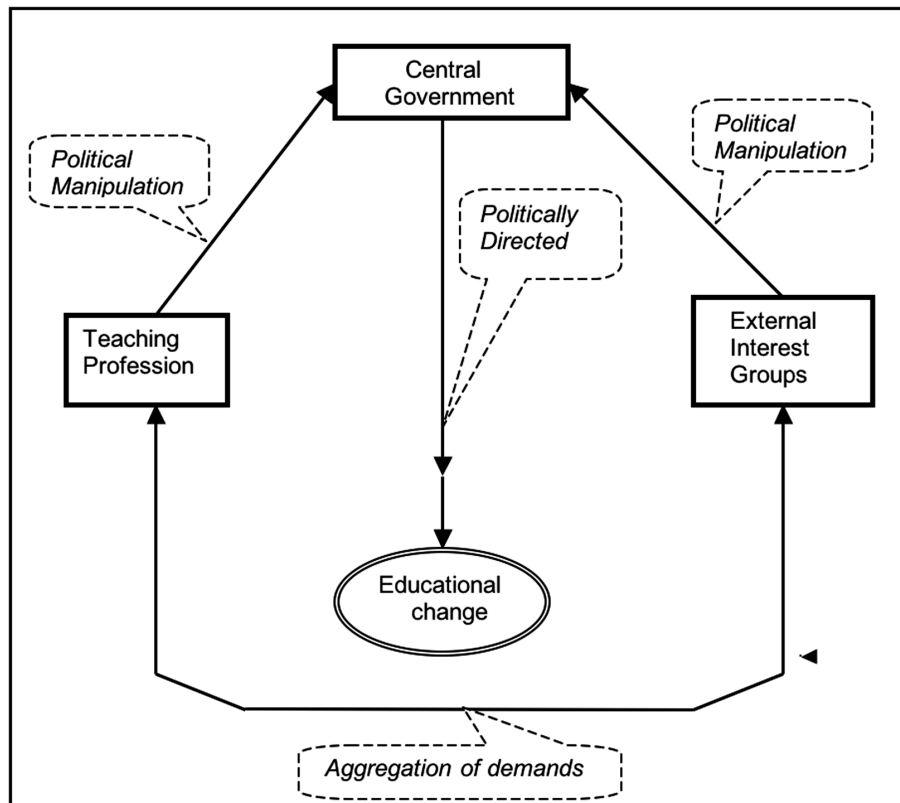 Central
Government
Political
Manipulation
Political
Manipulation
Politically
Directed
Teaching
Profession
External
Interest
Groups
Educational
change
Aggregation of demands